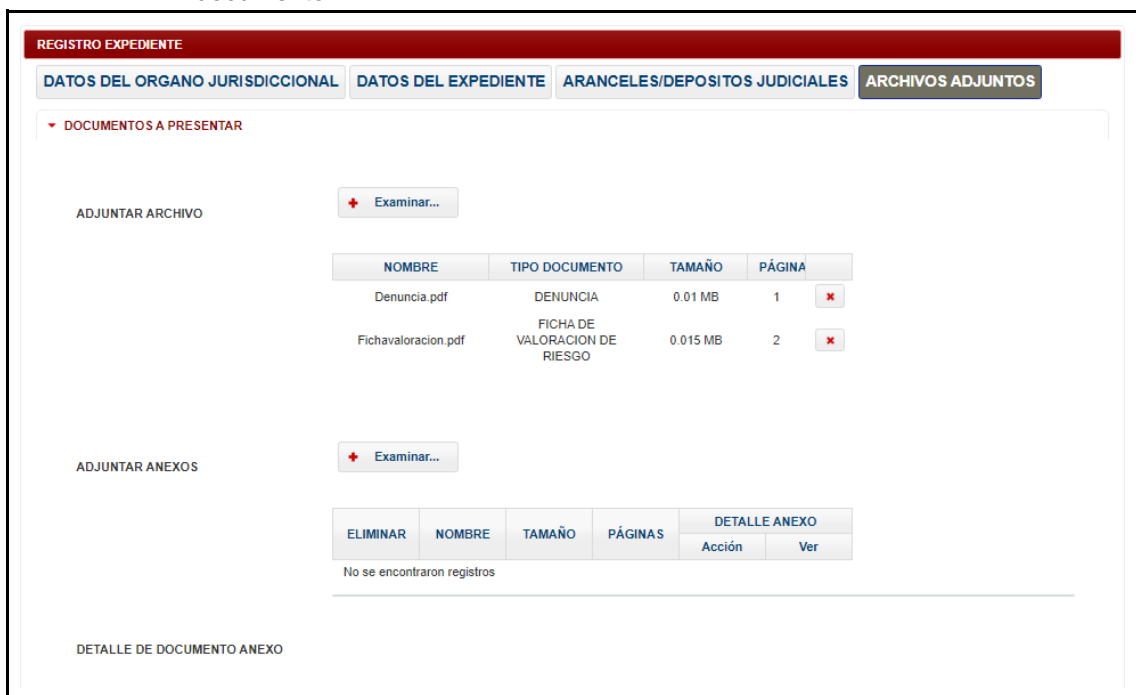 REGISTRO EXPEDIENTE
DATOS DEL ORGANO JURISDICCIONAL DATOS DEL EXPEDIENTE ARANCELES/DEPOSITOS JUDICIALES ARCHIVOS ADJUNTOS
DOCUMENTOS A PRESENTAR
ADJUNTAR ARCHIVO
Examinar...
NOMBRE TIPO DOCUMENTO TAMAÑO PÁGINA
Denuncia.pdf DENUNCIA 0.01 MB 1
Fichavaloracion.pdf FICHA DE VALORACION DE RIESGO 0.015 MB 2
ADJUNTAR ANEXOS
Examinar...
ELIMINAR NOMBRE TAMAÑO PÁGINAS DETALLE ANEXO
Acción Ver
No se encontraron registros
DETALLE DE DOCUMENTO ANEXO